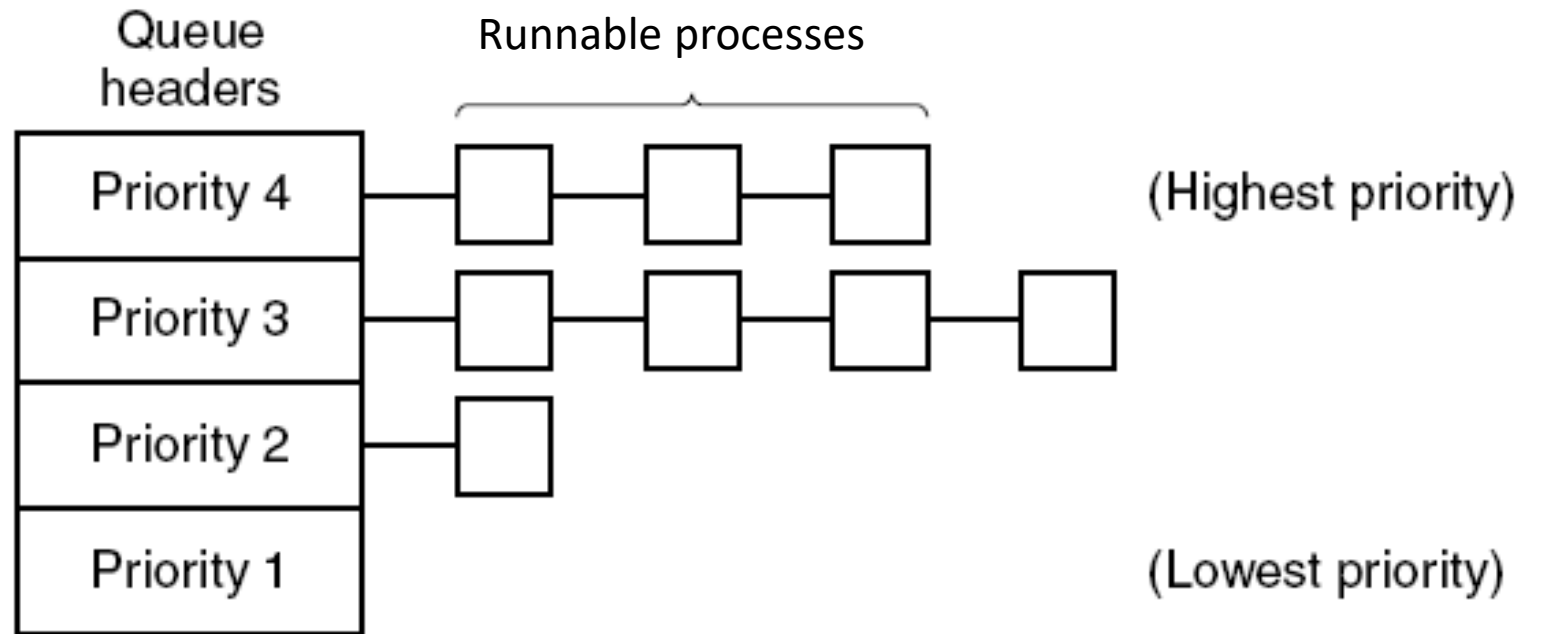 Queue
headers
Runnable processes
Priority 4
(Highest priority)
Priority 3
Priority 2
Priority 1
(Lowest priority)